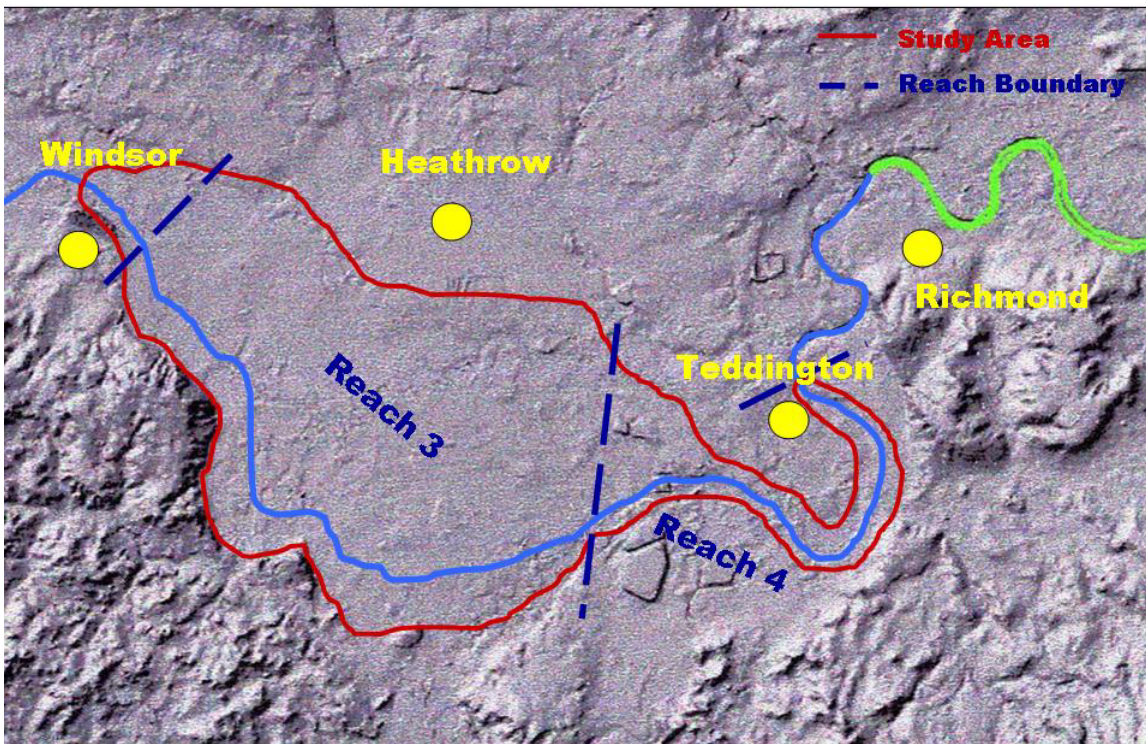 Study Area
Reach Boundary
Windsor
Heathrow
Richmond
Teddington
Reach 3
Reach 4